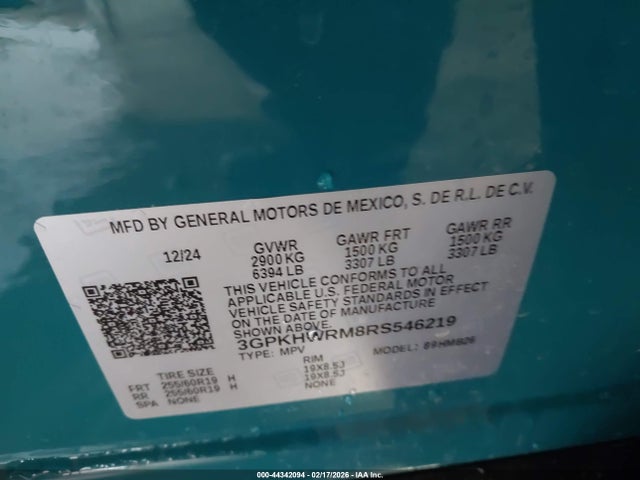 MFD BY GENERAL MOTORS DE MEXICO, S. DE R.L. DE C.V.
12/24 GVWR GAWR FRT GAWR RR
2900 KG 1500 KG 1500 KG
6394 LB 3307 LB 3307 LB
THIS VEHICLE CONFORMS TO ALL
APPLICABLE U.S. FEDERAL MOTOR
VEHICLE SAFETY STANDARDS IN EFFECT
ON THE DATE OF MANUFACTURE
SHOWN ABOVE.
3GPKHWRM8RS546219
TYPE: MPV MODEL:
TIRE SIZE RIM
FRT 255/60R19 H 19X8.5J
RR 255/60R19 H 19X8.5J
SPA NONE NONE
000-44342094 - 02/17/2026 - IAA Inc.